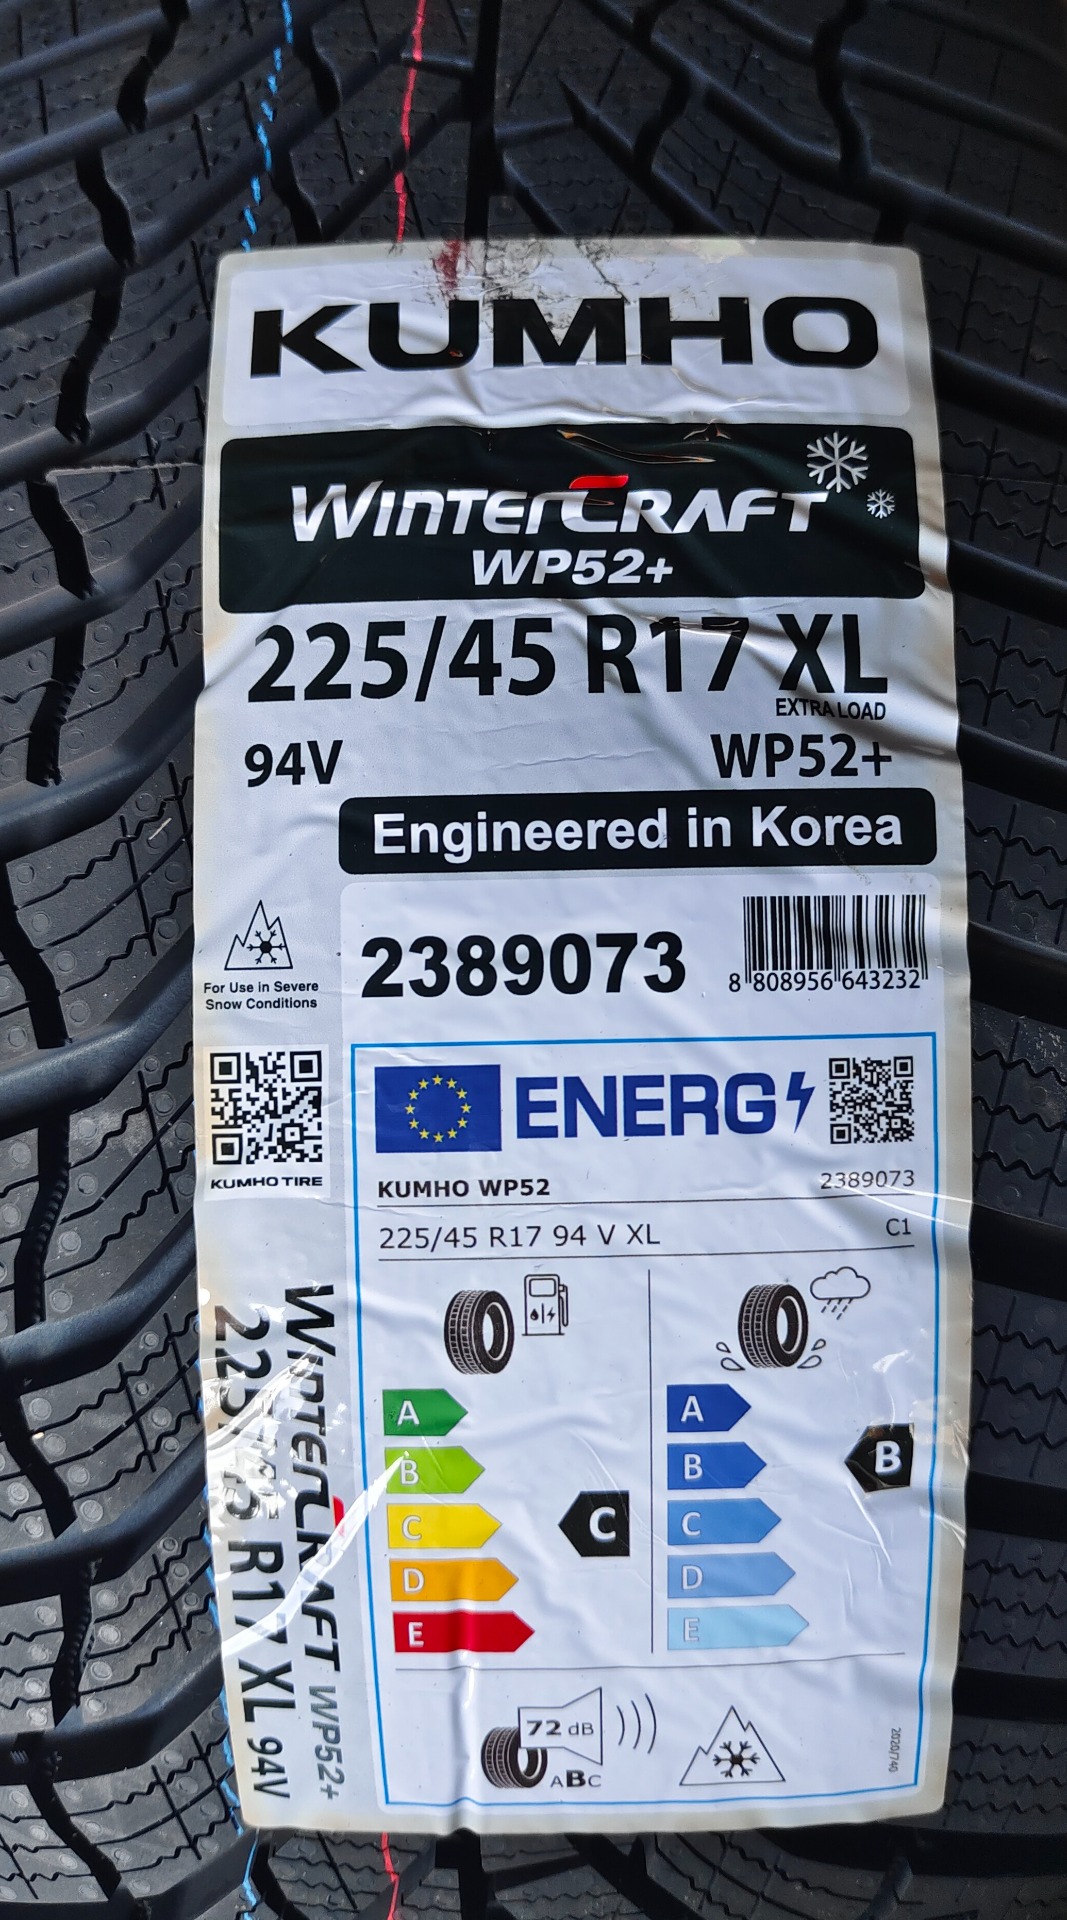 KUMHO
WINTERCRAFT
WP52+
225/45 R17 XL
EXTRA LOAD
94V WP52+
Engineered in Korea
2389073
8 808956 643232
For Use in Severe
Snow Conditions
KUMHO TIRE
ENERG
KUMHO WP52 2389073
225/45 R17 94 V XL C1
A A
B B B
C C C
D D
E E
72 dB
ABC
2020/740
WINTERCRAFT WP52+
225/45 R17 XL 94V